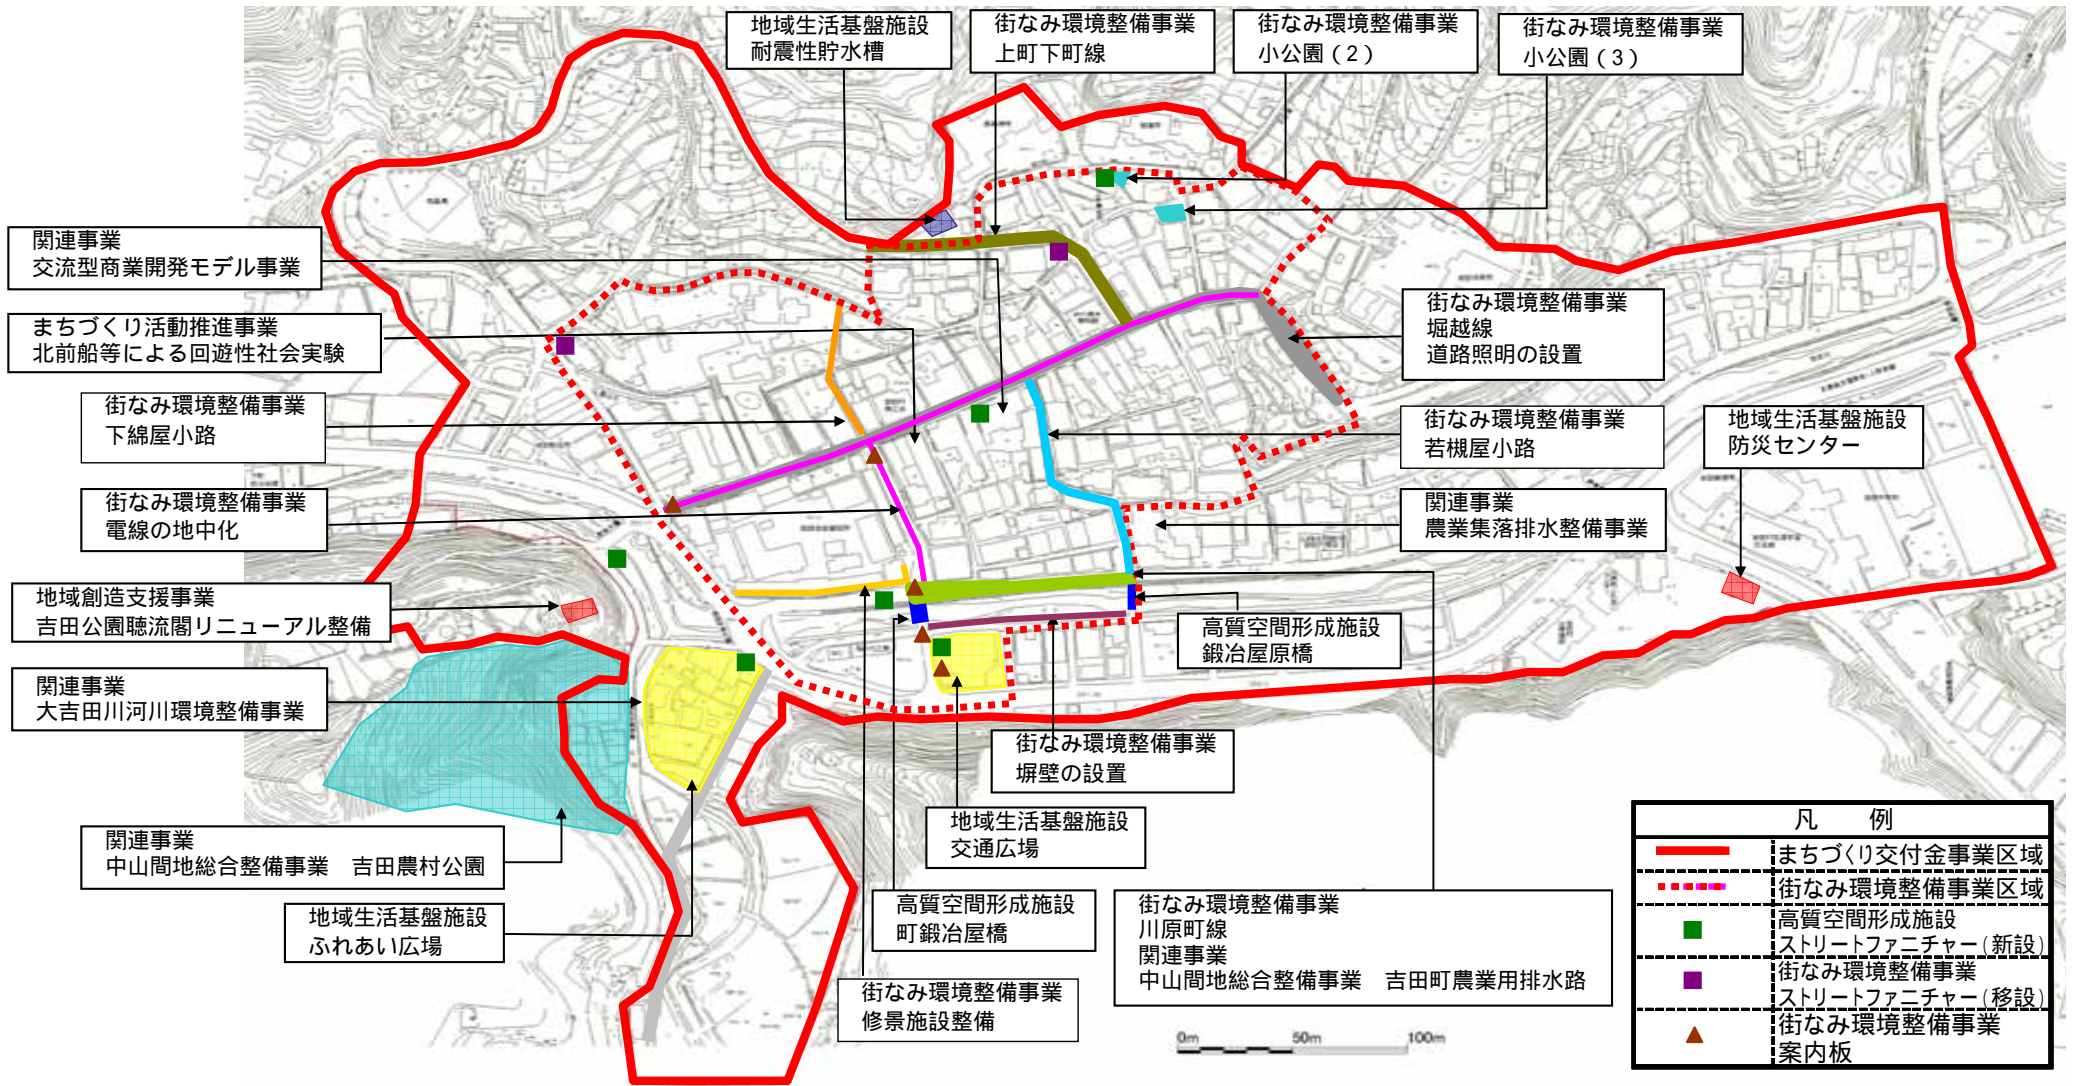 地域生活基盤施設
耐震性貯水槽
街なみ環境整備事業
上町下町線
街なみ環境整備事業
小公園（2）
街なみ環境整備事業
小公園（3）
関連事業
交流型商業開発モデル事業
まちづくり活動推進事業
北前船等による回遊性社会実験
街なみ環境整備事業
下綿屋小路
街なみ環境整備事業
電線の地中化
地域創造支援事業
吉田公園聴流閣リニューアル整備
関連事業
大吉田川河川環境整備事業
関連事業
中山間地総合整備事業　吉田農村公園
地域生活基盤施設
ふれあい広場
街なみ環境整備事業
堀越線
道路照明の設置
街なみ環境整備事業
若槻屋小路
地域生活基盤施設
防災センター
関連事業
農業集落排水整備事業
高質空間形成施設
鍛冶屋原橋
街なみ環境整備事業
塀壁の設置
地域生活基盤施設
交通広場
高質空間形成施設
町鍛冶屋橋
街なみ環境整備事業
修景施設整備
街なみ環境整備事業
川原町線
関連事業
中山間地総合整備事業　吉田町農業用排水路
0m 50m 100m
凡　例
まちづくり交付金事業区域
街なみ環境整備事業区域
高質空間形成施設
ストリートファニチャー（新設）
街なみ環境整備事業
ストリートファニチャー（移設）
街なみ環境整備事業
案内板